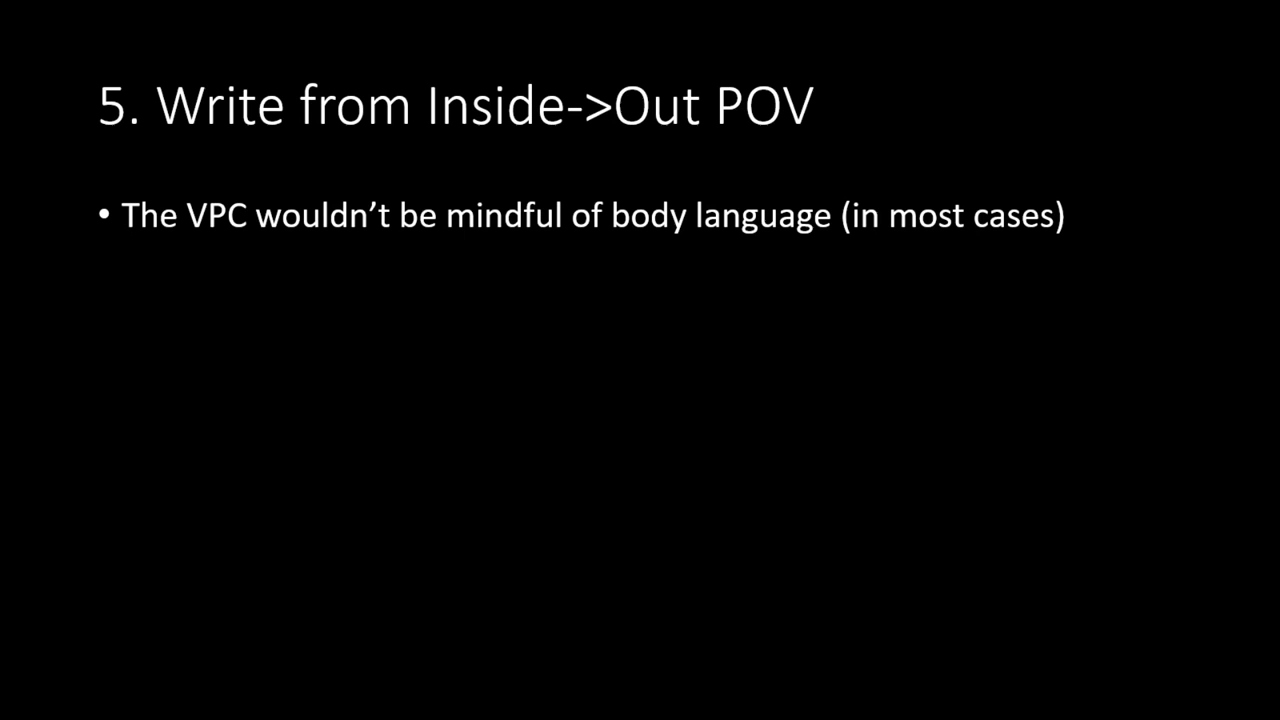 5. Write from Inside->Out POV
• The VPC wouldn’t be mindful of body language (in most cases)